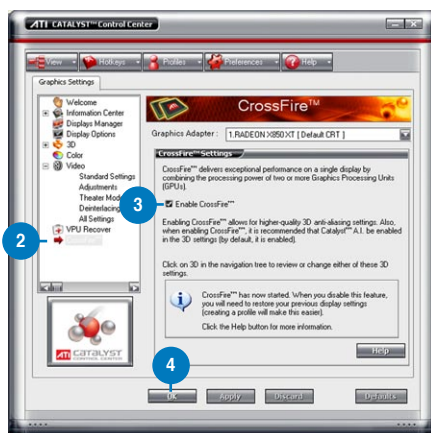 ATI CATALYST™ Control Center
View
Hotkeys
Profiles
Preferences
Help
Graphics Settings
Welcome
Information Center
Displays Manager
Display Options
3D
Color
Video
Standard Settings
Adjustments
Theater Mode
Deinterlacing
All Settings
VPU Recover
2
ATI CATALYST
CONTROL CENTER
CrossFire™
Graphics Adapter :
1.RADEON X850 XT [ Default CRT ]
CrossFire™ Settings
CrossFire™ delivers exceptional performance on a single display by
combining the processing power of two or more Graphics Processing Units
(GPUs).
3
Enable CrossFire™
Enabling CrossFire™ allows for higher-quality 3D anti-aliasing settings. Also,
when enabling CrossFire™, it is recommended that Catalyst™ A.I. be enabled
in the 3D settings (by default, it is enabled).
Click on 3D in the navigation tree to review or change either of these 3D
settings.
CrossFire™ has now started. When you disable this feature,
you will need to restore your previous display settings
(creating a profile will make this easier).
Click the Help button for more information.
Help
4
OK
Apply
Discard
Defaults